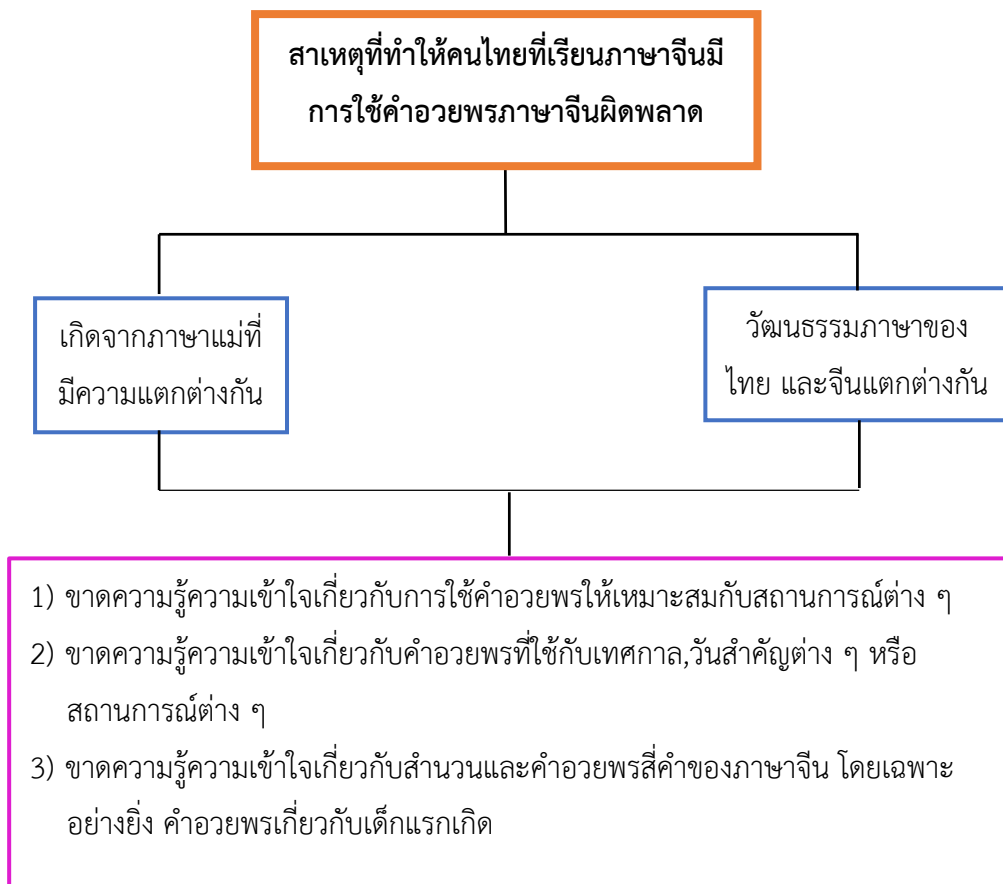 สาเหตุที่ทำให้คนไทยที่เรียนภาษาจีนมี
การใช้คำอวยพรภาษาจีนผิดพลาด
เกิดจากภาษาแม่ที่
มีความแตกต่างกัน
วัฒนธรรมภาษาของ
ไทย และจีนแตกต่างกัน
1) ขาดความรู้ความเข้าใจเกี่ยวกับการใช้คำอวยพรให้เหมาะสมกับสถานการณ์ต่าง ๆ
2) ขาดความรู้ความเข้าใจเกี่ยวกับคำอวยพรที่ใช้กับเทศกาล,วันสำคัญต่าง ๆ หรือ
สถานการณ์ต่าง ๆ
3) ขาดความรู้ความเข้าใจเกี่ยวกับสำนวนและคำอวยพรสี่คำของภาษาจีน โดยเฉพาะ
อย่างยิ่ง คำอวยพรเกี่ยวกับเด็กแรกเกิด